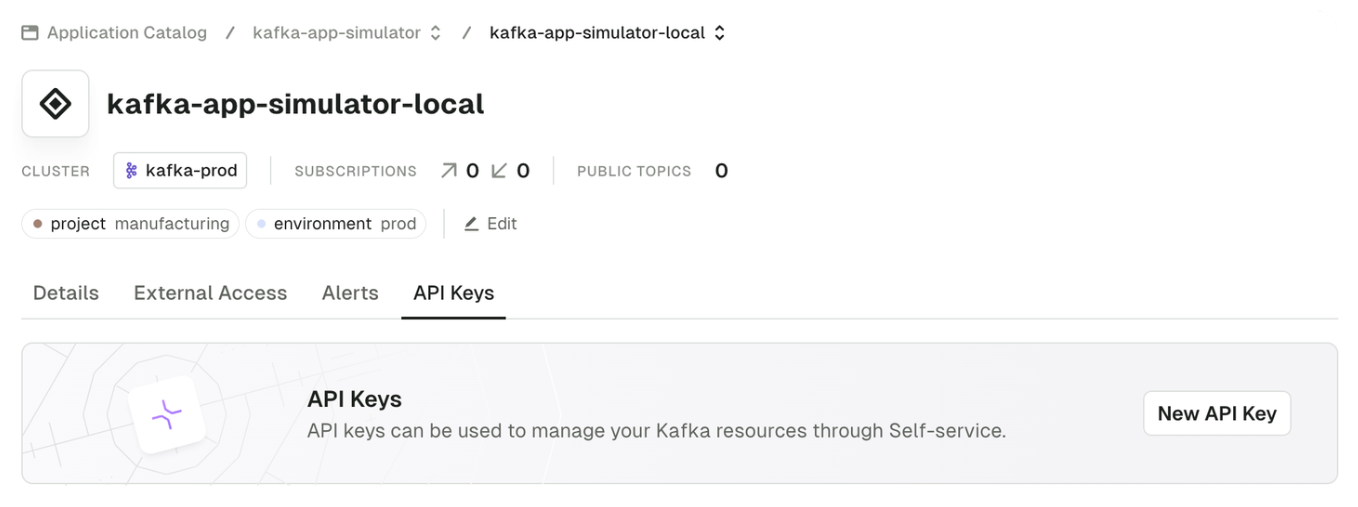 Application Catalog / kafka-app-simulator / kafka-app-simulator-local
kafka-app-simulator-local
CLUSTER kafka-prod SUBSCRIPTIONS 0 0 PUBLIC TOPICS 0
project manufacturing environment prod Edit
Details External Access Alerts API Keys
API Keys
API keys can be used to manage your Kafka resources through Self-service.
New API Key